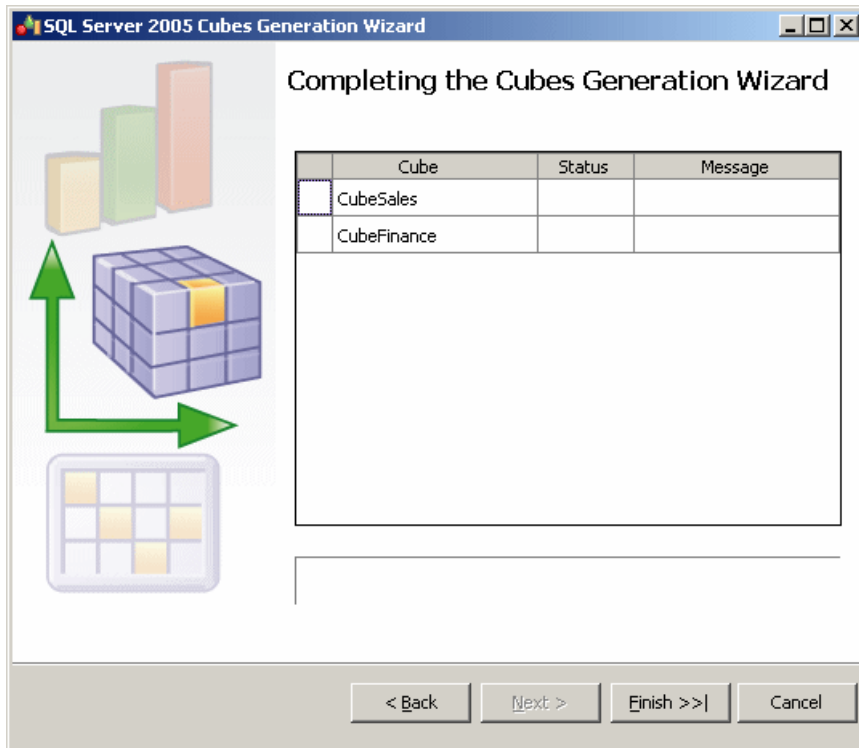 SQL Server 2005 Cubes Generation Wizard
Completing the Cubes Generation Wizard
Cube Status Message
CubeSales
CubeFinance
< Back Next > Finish >>| Cancel